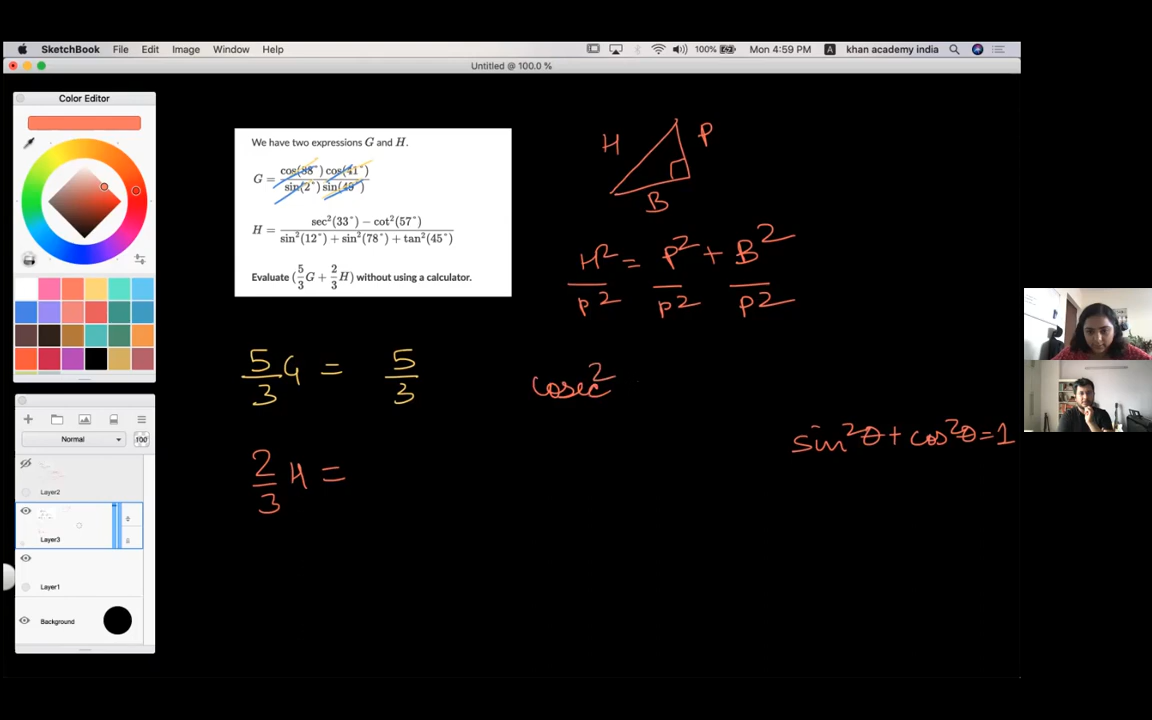 SketchBook File Edit Image Window Help 100% Mon 4:59 PM A khan academy india
Untitled @ 100.0 %
Color Editor
We have two expressions G and H.
G = cos(88°) cos(41°) / sin(2°) sin(49°)
H = sec²(33°) − cot²(57°) / sin²(12°) + sin²(78°) + tan²(45°)
Evaluate (5/3 G + 2/3 H) without using a calculator.
H P
B
H² = P² + B²
P² P² P²
5/3 G = 5/3
cosec²
sin²θ + cos²θ = 1
2/3 H =
Normal 100
Layer2
Layer3
Layer1
Background